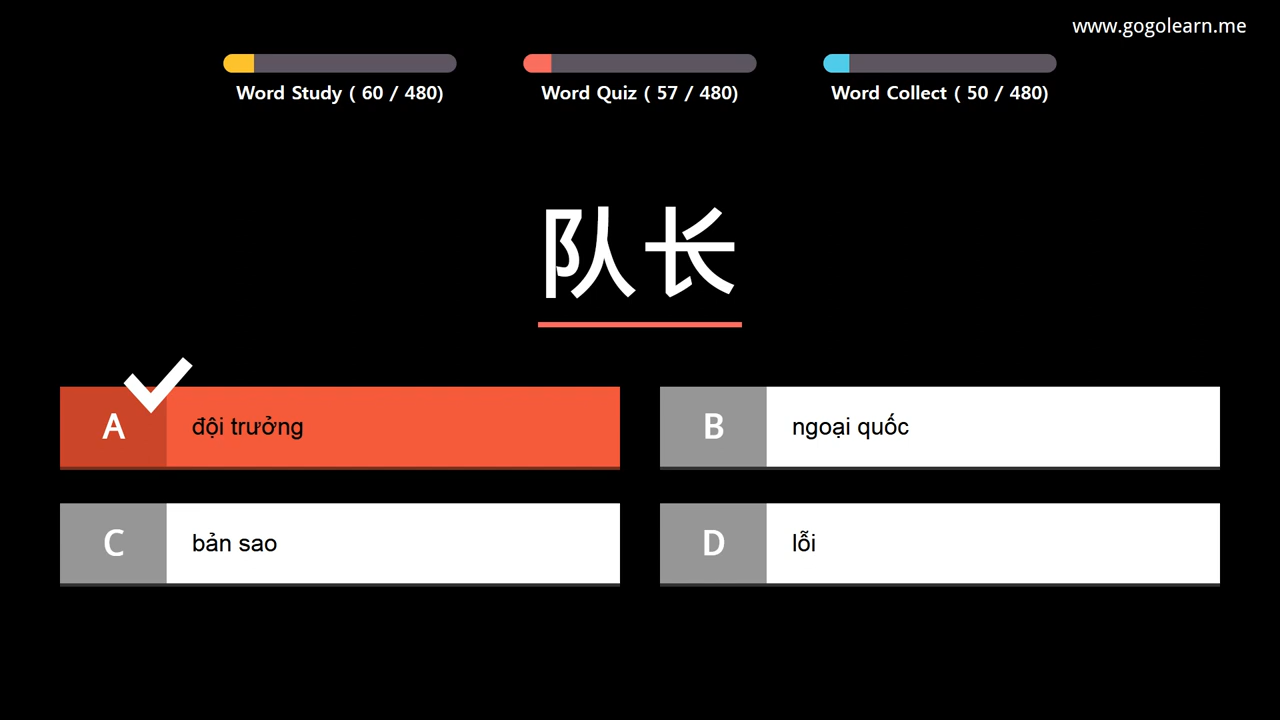 www.gogolearn.me
Word Study ( 60 / 480)
Word Quiz ( 57 / 480)
Word Collect ( 50 / 480)
队长
A
đội trưởng
B
ngoại quốc
C
bản sao
D
lỗi